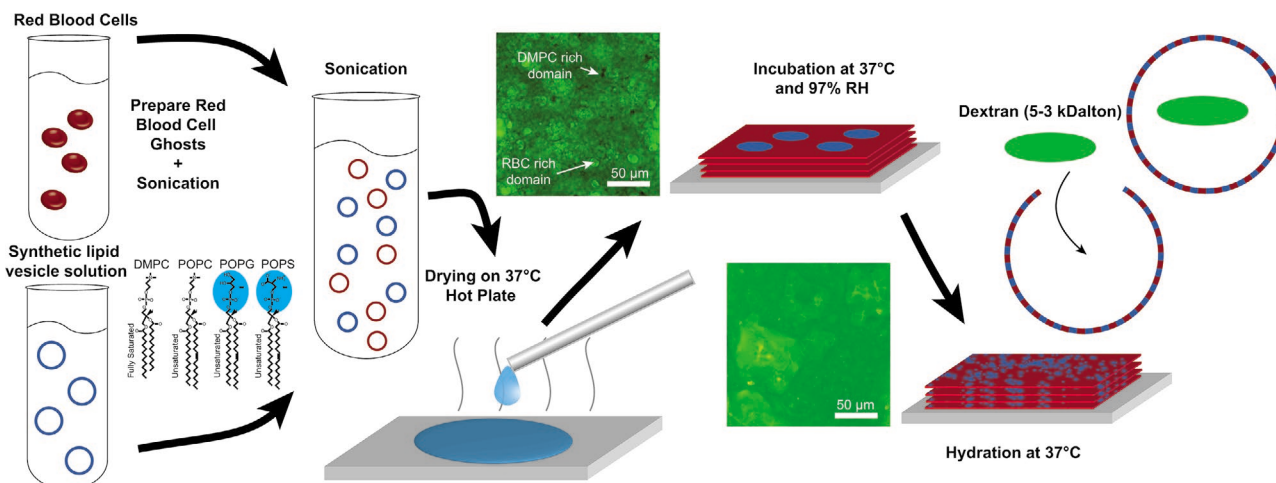 Red Blood Cells
Prepare Red
Blood Cell
Ghosts
+
Sonication
Synthetic lipid
vesicle solution
DMPC
POPC
POPG
POPS
Fully Saturated
Unsaturated
Unsaturated
Unsaturated
Sonication
Drying on 37°C
Hot Plate
DMPC rich
domain
RBC rich
domain
50 µm
Incubation at 37°C
and 97% RH
50 µm
Dextran (5-3 kDalton)
Hydration at 37°C